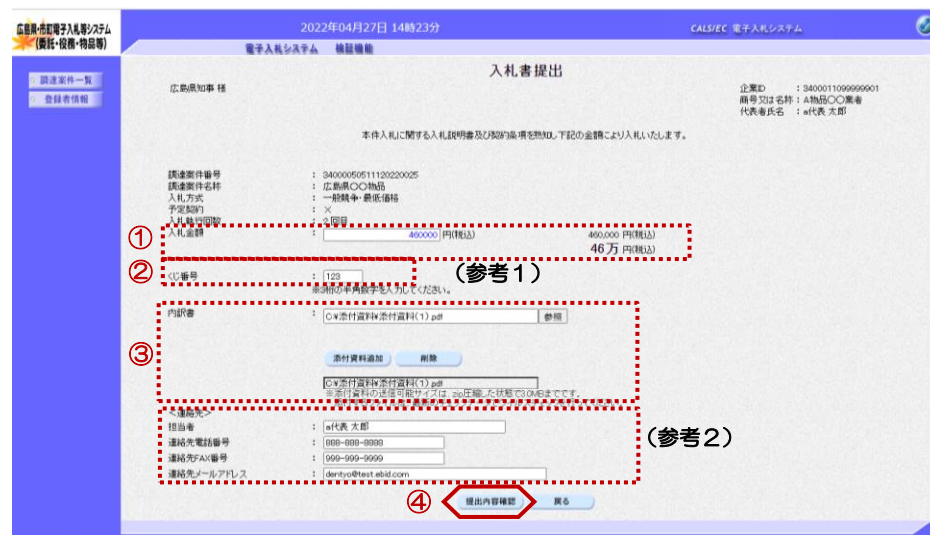 広島県・市町電子入札等システム
(委託・役務・物品等)
2022年04月27日 14時23分
CALS/EC 電子入札システム
電子入札システム 検証機能
調達案件一覧
登録者情報
入札書提出
広島県知事 様
企業ID : 3400011099999901
商号又は名称 : A物品〇〇業者
代表者氏名 : a代表 太郎
本件入札に関する入札説明書及び契約条項を熟知し、下記の金額により入札いたします。
調達案件番号 : 34000050511120220025
調達案件名称 : 広島県〇〇物品
入札方式 : 一般競争・最低価格
予定契約 : ×
入札執行回数 : 2回目
① 入札金額 : 460000 円(税込) 460,000 円(税込)
46万 円(税込)
② くじ番号 : 123 (参考1)
※3桁の半角数字を入力してください。
内訳書 : C:¥添付資料¥添付資料(1).pdf 参照
③
添付資料追加 削除
C:¥添付資料¥添付資料(1).pdf
※添付資料の送信可能サイズは、zip圧縮した状態で3.0MBまでです。
<連絡先>
担当者 : a代表 太郎
(参考2)
連絡先電話番号 : 888-888-8888
連絡先FAX番号 : 999-999-9999
連絡先メールアドレス : dentyo@test.ebid.com
④ 提出内容確認 戻る